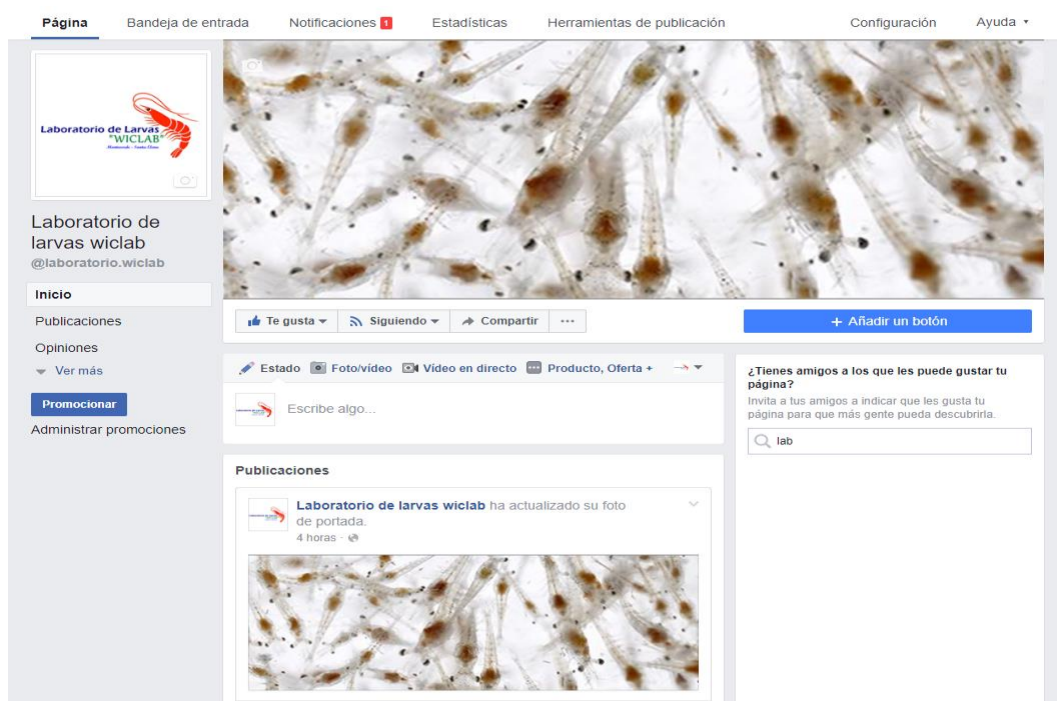 Página Bandeja de entrada Notificaciones 1 Estadísticas Herramientas de publicación Configuración Ayuda
Laboratorio de Larvas
"WICLAB"
Laboratorio de
larvas wiclab
@laboratorio.wiclab
Inicio
Publicaciones
Opiniones
Ver más
Promocionar
Administrar promociones
Te gusta Siguiendo Compartir ...
+ Añadir un botón
Estado Foto/vídeo Vídeo en directo Producto, Oferta +
Escribe algo...
¿Tienes amigos a los que les puede gustar tu
página?
Invita a tus amigos a indicar que les gusta tu
página para que más gente pueda descubrirla.
lab
Publicaciones
Laboratorio de larvas wiclab ha actualizado su foto
de portada.
4 horas ·